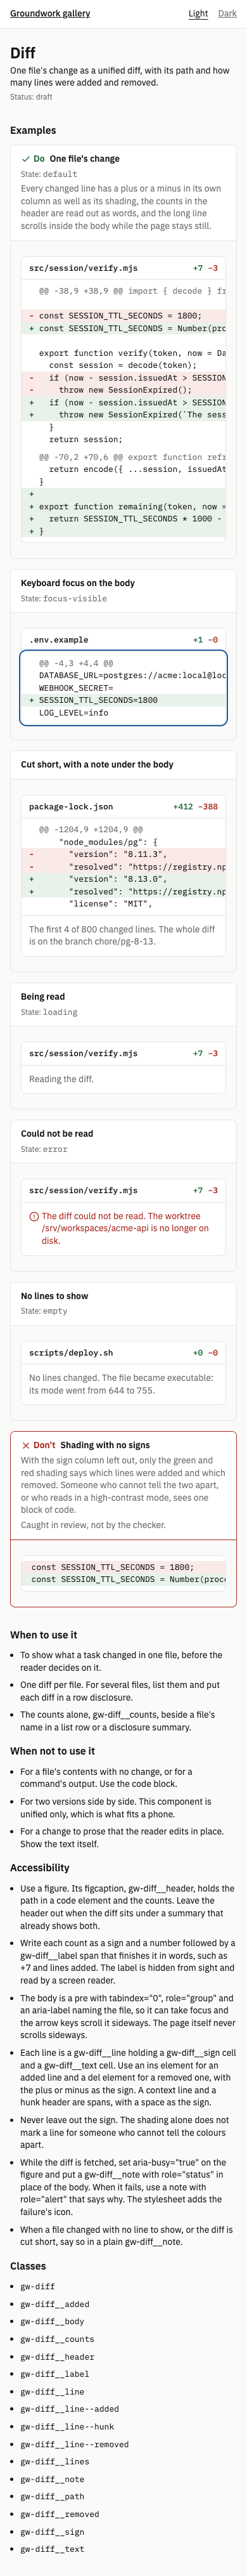 Groundwork gallery Light Dark
Diff
One file's change as a unified diff, with its path and how
many lines were added and removed.
Status: draft
Examples
Do One file's change
State: default
Every changed line has a plus or a minus in its own
column as well as its shading, the counts in the
header are read out as words, and the long line
scrolls inside the body while the page stays still.
src/session/verify.mjs +7 −3
@@ -38,9 +38,9 @@ import { decode } fr
- const SESSION_TTL_SECONDS = 1800;
+ const SESSION_TTL_SECONDS = Number(pro
export function verify(token, now = Da
const session = decode(token);
- if (now - session.issuedAt > SESSION
- throw new SessionExpired();
+ if (now - session.issuedAt > SESSION
+ throw new SessionExpired(`The sess
}
return session;
@@ -70,2 +70,6 @@ export function refr
return encode({ ...session, issuedAt
}
+
+ export function remaining(token, now =
+ return SESSION_TTL_SECONDS * 1000 -
+ }
Keyboard focus on the body
State: focus-visible
.env.example +1 −0
@@ -4,3 +4,4 @@
DATABASE_URL=postgres://acme:local@loc
WEBHOOK_SECRET=
+ SESSION_TTL_SECONDS=1800
LOG_LEVEL=info
Cut short, with a note under the body
package-lock.json +412 −388
@@ -1204,9 +1204,9 @@
"node_modules/pg": {
- "version": "8.11.3",
- "resolved": "https://registry.np
+ "version": "8.13.0",
+ "resolved": "https://registry.np
"license": "MIT",
The first 4 of 800 changed lines. The whole diff
is on the branch chore/pg-8-13.
Being read
State: loading
src/session/verify.mjs +7 −3
Reading the diff.
Could not be read
State: error
src/session/verify.mjs +7 −3
The diff could not be read. The worktree
/srv/workspaces/acme-api is no longer on
disk.
No lines to show
State: empty
scripts/deploy.sh +0 −0
No lines changed. The file became executable:
its mode went from 644 to 755.
Don't Shading with no signs
With the sign column left out, only the green and
red shading says which lines were added and which
removed. Someone who cannot tell the two apart,
or who reads in a high-contrast mode, sees one
block of code.
Caught in review, not by the checker.
const SESSION_TTL_SECONDS = 1800;
const SESSION_TTL_SECONDS = Number(proce
When to use it
• To show what a task changed in one file, before the
reader decides on it.
• One diff per file. For several files, list them and put
each diff in a row disclosure.
• The counts alone, gw-diff__counts, beside a file's
name in a list row or a disclosure summary.
When not to use it
• For a file's contents with no change, or for a
command's output. Use the code block.
• For two versions side by side. This component is
unified only, which is what fits a phone.
• For a change to prose that the reader edits in place.
Show the text itself.
Accessibility
• Use a figure. Its figcaption, gw-diff__header, holds the
path in a code element and the counts. Leave the
header out when the diff sits under a summary that
already shows both.
• Write each count as a sign and a number followed by a
gw-diff__label span that finishes it in words, such as
+7 and lines added. The label is hidden from sight and
read by a screen reader.
• The body is a pre with tabindex="0", role="group" and
an aria-label naming the file, so it can take focus and
the arrow keys scroll it sideways. The page itself never
scrolls sideways.
• Each line is a gw-diff__line holding a gw-diff__sign cell
and a gw-diff__text cell. Use an ins element for an
added line and a del element for a removed one, with
the plus or minus as the sign. A context line and a
hunk header are spans, with a space as the sign.
• Never leave out the sign. The shading alone does not
mark a line for someone who cannot tell the colours
apart.
• While the diff is fetched, set aria-busy="true" on the
figure and put a gw-diff__note with role="status" in
place of the body. When it fails, use a note with
role="alert" that says why. The stylesheet adds the
failure's icon.
• When a file changed with no line to show, or the diff is
cut short, say so in a plain gw-diff__note.
Classes
• gw-diff
• gw-diff__added
• gw-diff__body
• gw-diff__counts
• gw-diff__header
• gw-diff__label
• gw-diff__line
• gw-diff__line--added
• gw-diff__line--hunk
• gw-diff__line--removed
• gw-diff__lines
• gw-diff__note
• gw-diff__path
• gw-diff__removed
• gw-diff__sign
• gw-diff__text